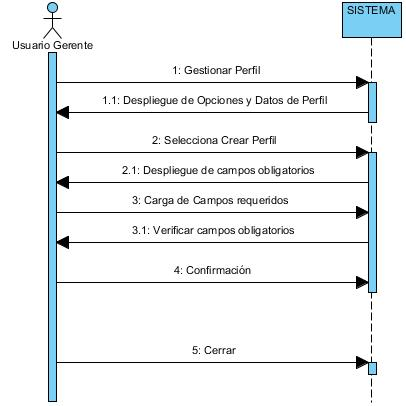 SISTEMA
Usuario Gerente
1: Gestionar Perfil
1.1: Despliegue de Opciones y Datos de Perfil
2: Selecciona Crear Perfil
2.1: Despliegue de campos obligatorios
3: Carga de Campos requeridos
3.1: Verificar campos obligatorios
4: Confirmación
5: Cerrar